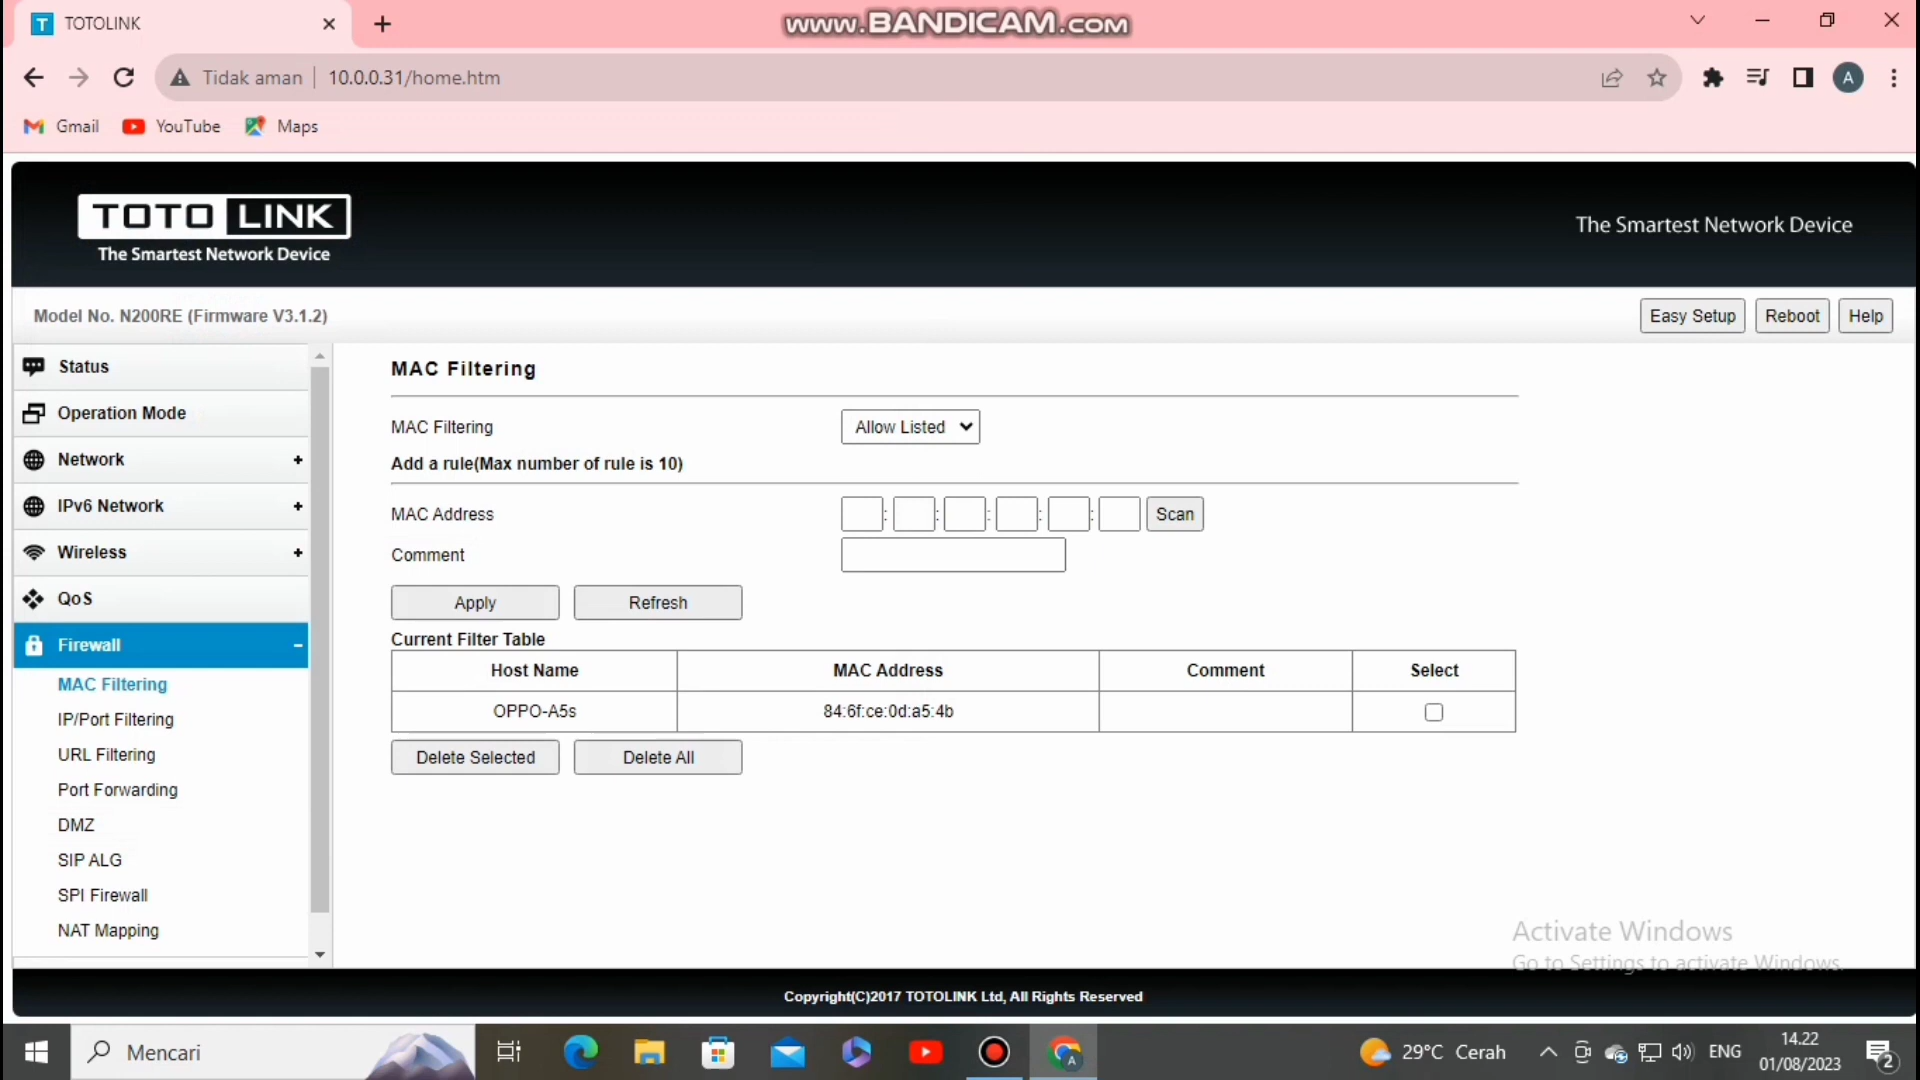 TOTOLINK
www.BANDICAM.com
Tidak aman
10.0.0.31/home.htm
A
Gmail
YouTube
Maps
TOTO LINK
The Smartest Network Device
The Smartest Network Device
Model No. N200RE (Firmware V3.1.2)
Easy Setup
Reboot
Help
Status
Operation Mode
Network +
IPv6 Network +
Wireless +
QoS
Firewall -
MAC Filtering
IP/Port Filtering
URL Filtering
Port Forwarding
DMZ
SIP ALG
SPI Firewall
NAT Mapping
MAC Filtering
MAC Filtering Allow Listed
Add a rule(Max number of rule is 10)
MAC Address : : : : : Scan
Comment
Apply Refresh
Current Filter Table
Host Name MAC Address Comment Select
OPPO-A5s 84:6f:ce:0d:a5:4b
Delete Selected Delete All
Activate Windows
Go to Settings to activate Windows.
Copyright(C)2017 TOTOLINK Ltd, All Rights Reserved
Mencari
A
29°C Cerah
ENG
14.22
01/08/2023
2